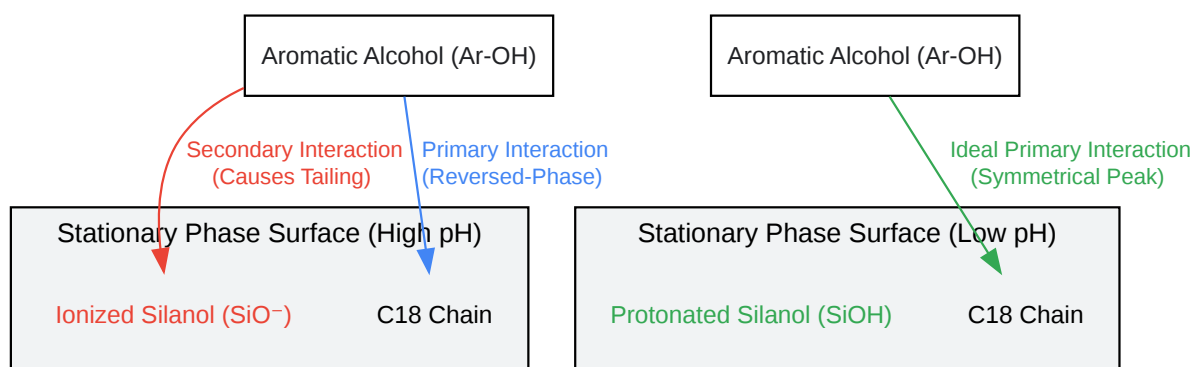 Aromatic Alcohol (Ar-OH)
Secondary Interaction
(Causes Tailing)
Primary Interaction
(Reversed-Phase)
Stationary Phase Surface (High pH)
Ionized Silanol (SiO⁻)
C18 Chain
Aromatic Alcohol (Ar-OH)
Ideal Primary Interaction
(Symmetrical Peak)
Stationary Phase Surface (Low pH)
Protonated Silanol (SiOH)
C18 Chain